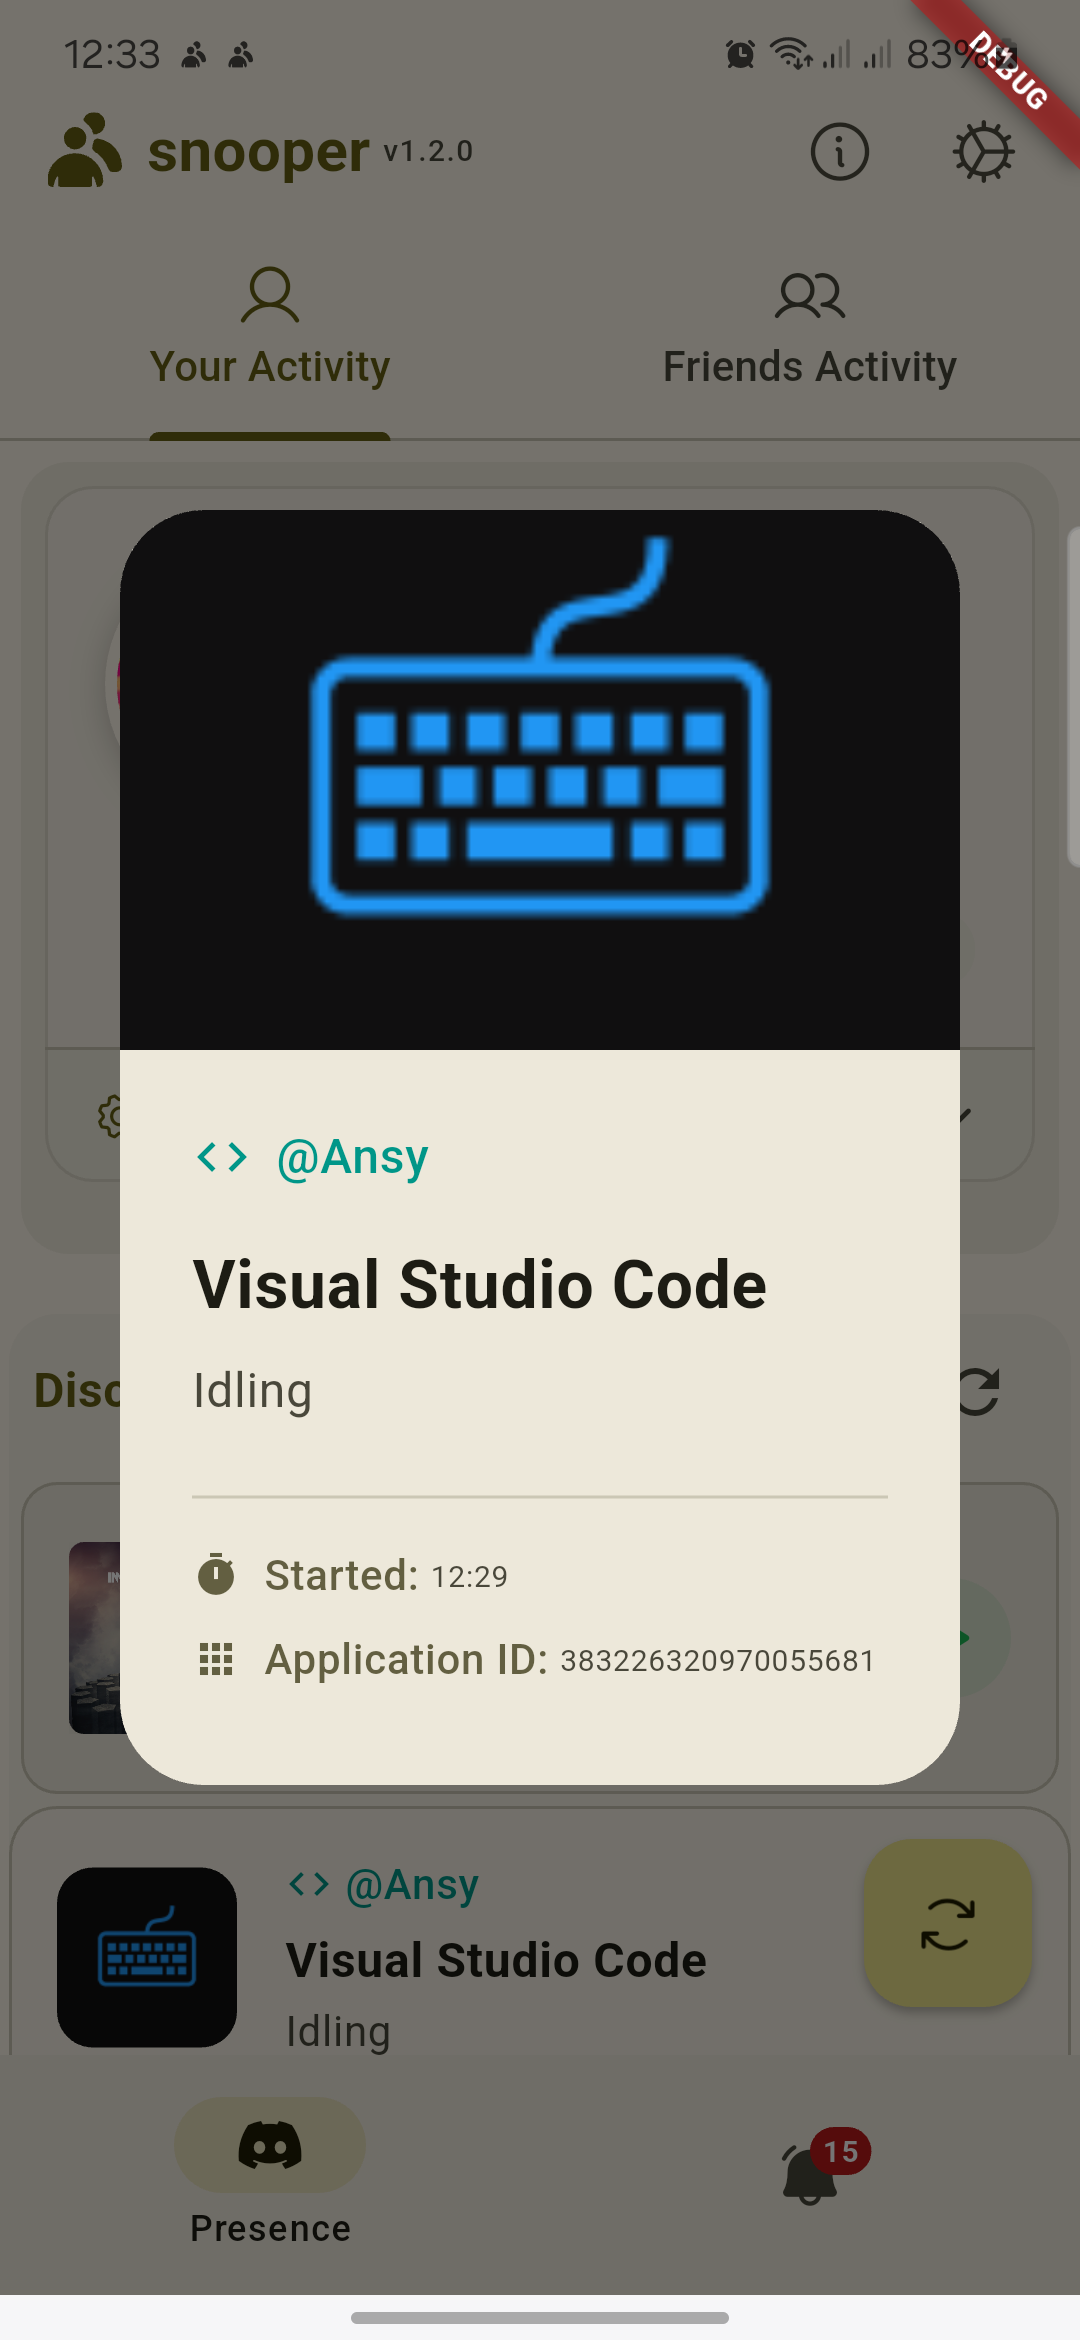 12:33
83%
DEBUG
snooper v1.2.0
Your Activity
Friends Activity
@Ansy
Visual Studio Code
Idling
Started: 12:29
Application ID: 383226320970055681
Disc
@Ansy
Visual Studio Code
Idling
15
Presence